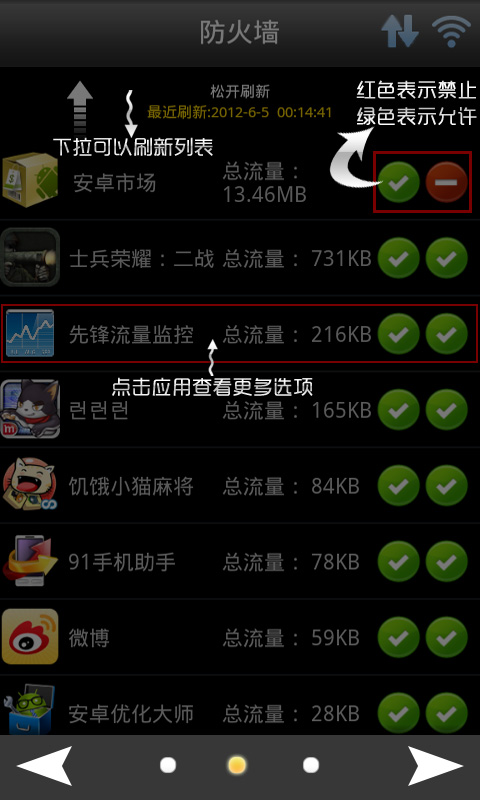 防火墙
松开刷新
最近刷新:2012-6-5 00:14:41
红色表示禁止
绿色表示允许
下拉可以刷新列表
安卓市场 总流量：
13.46MB
士兵荣耀：二战 总流量： 731KB
先锋流量监控 总流量： 216KB
点击应用查看更多选项
런런런 总流量： 165KB
饥饿小猫麻将 总流量： 84KB
91手机助手 总流量： 78KB
微博 总流量： 59KB
安卓优化大师 总流量： 28KB